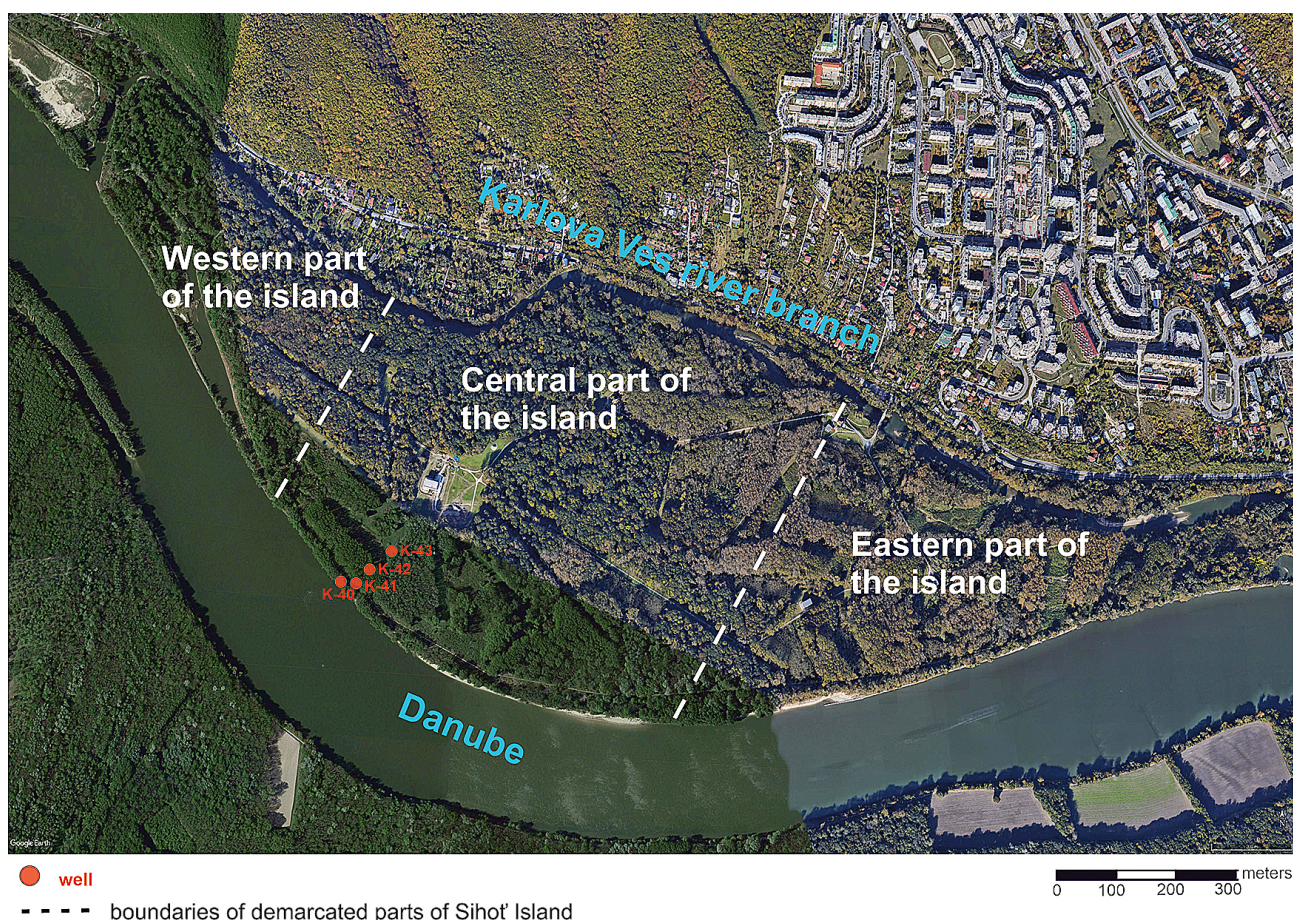 Karlova Ves river branch
Western part
of the island
Central part of
the island
Eastern part of
the island
K-43
K-42
K-41
K-40
Danube
Google Earth
well
meters
0 100 200 300
boundaries of demarcated parts of Sihoť Island